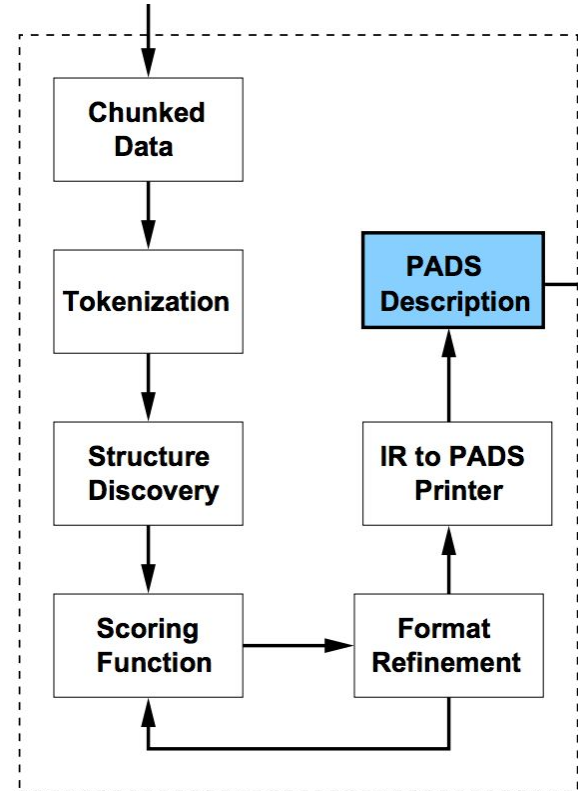 Chunked
Data
Tokenization
Structure
Discovery
Scoring
Function
Format
Refinement
IR to PADS
Printer
PADS
Description